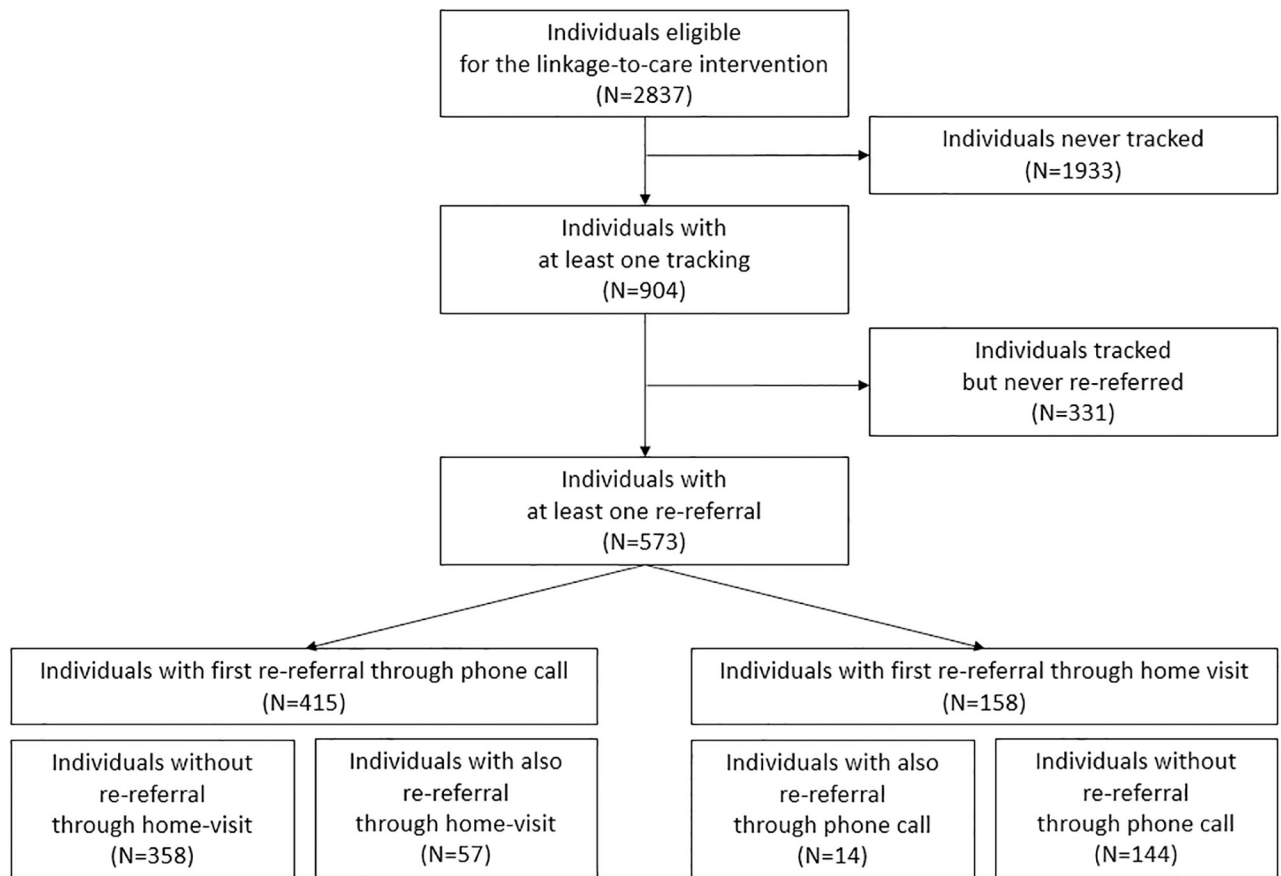 Individuals eligible
for the linkage-to-care intervention
(N=2837)
Individuals never tracked
(N=1933)
Individuals with
at least one tracking
(N=904)
Individuals tracked
but never re-referred
(N=331)
Individuals with
at least one re-referral
(N=573)
Individuals with first re-referral through phone call
(N=415)
Individuals with first re-referral through home visit
(N=158)
Individuals without
re-referral
through home-visit
(N=358)
Individuals with also
re-referral
through home-visit
(N=57)
Individuals with also
re-referral
through phone call
(N=14)
Individuals without
re-referral
through phone call
(N=144)